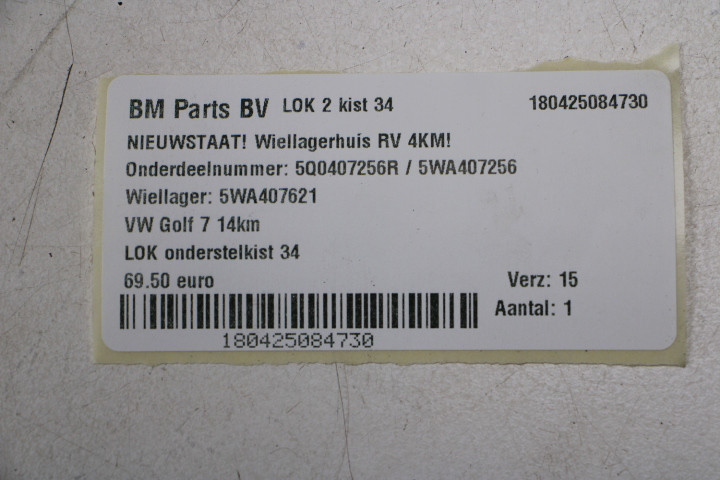 BM Parts BV LOK 2 kist 34 180425084730
NIEUWSTAAT! Wiellagerhuis RV 4KM!
Onderdeelnummer: 5Q0407256R / 5WA407256
Wiellager: 5WA407621
VW Golf 7 14km
LOK onderstelkist 34
69.50 euro Verz: 15
Aantal: 1
180425084730